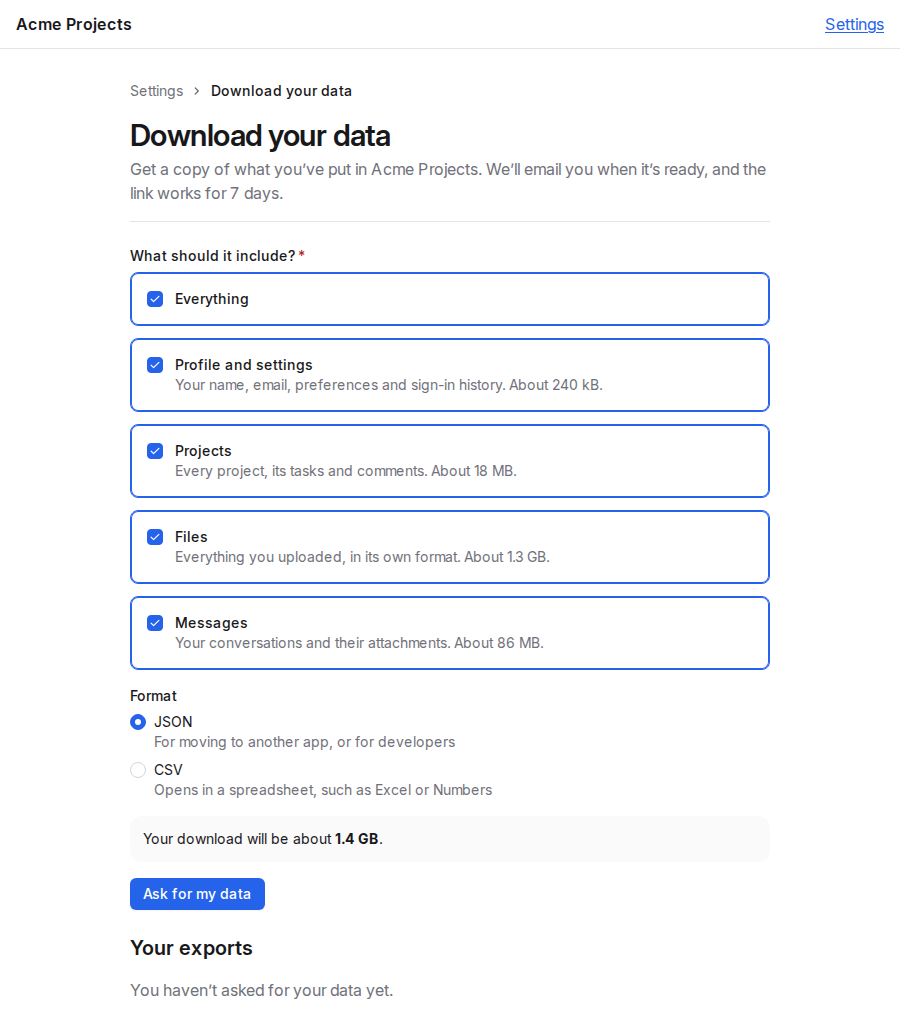 Acme Projects
Settings
Settings > Download your data
Download your data
Get a copy of what you’ve put in Acme Projects. We’ll email you when it’s ready, and the
link works for 7 days.
What should it include? *
Everything
Profile and settings
Your name, email, preferences and sign-in history. About 240 kB.
Projects
Every project, its tasks and comments. About 18 MB.
Files
Everything you uploaded, in its own format. About 1.3 GB.
Messages
Your conversations and their attachments. About 86 MB.
Format
JSON
For moving to another app, or for developers
CSV
Opens in a spreadsheet, such as Excel or Numbers
Your download will be about 1.4 GB.
Ask for my data
Your exports
You haven’t asked for your data yet.